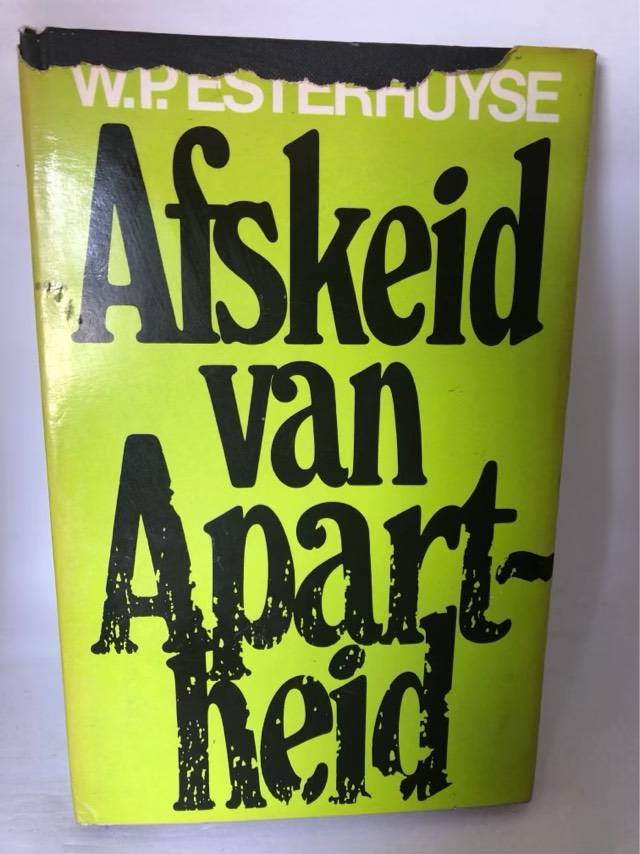 W.P. ESTERHUYSE
Afskeid
van
Apart-
heid